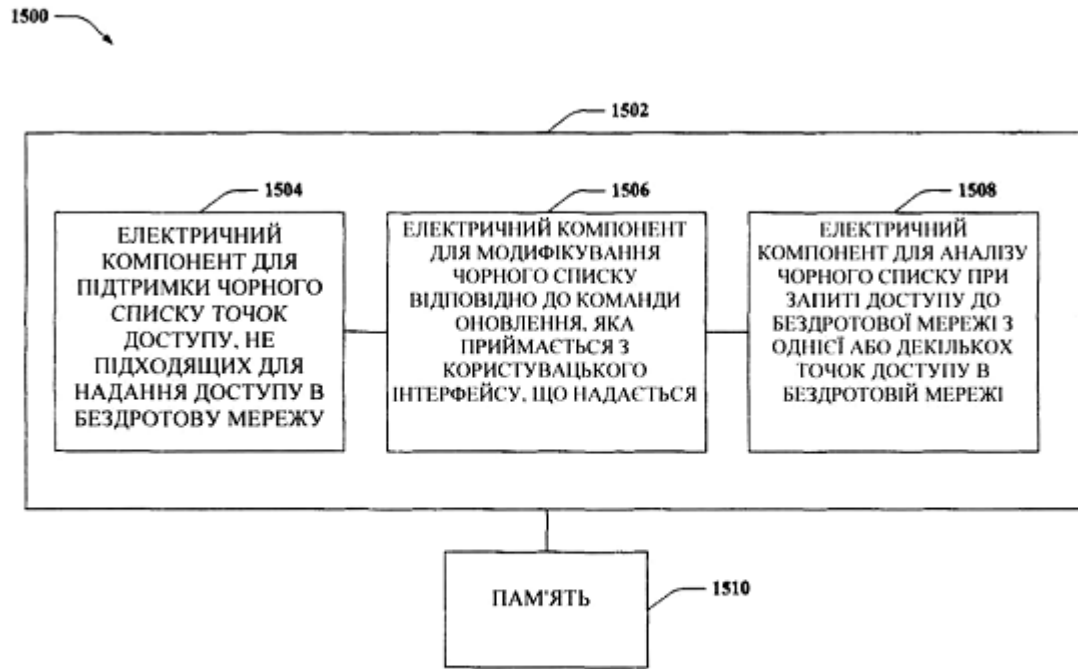 1500
1502
1504
ЕЛЕКТРИЧНИЙ
КОМПОНЕНТ ДЛЯ
ПІДТРИМКИ ЧОРНОГО
СПИСКУ ТОЧОК
ДОСТУПУ, НЕ
ПІДХОДЯЩИХ ДЛЯ
НАДАННЯ ДОСТУПУ В
БЕЗДРОТОВУ МЕРЕЖУ
1506
ЕЛЕКТРИЧНИЙ КОМПОНЕНТ
ДЛЯ МОДИФІКУВАННЯ
ЧОРНОГО СПИСКУ
ВІДПОВІДНО ДО КОМАНДИ
ОНОВЛЕННЯ, ЯКА
ПРИЙМАЄТЬСЯ З
КОРИСТУВАЦЬКОГО
ІНТЕРФЕЙСУ, ЩО НАДАЄТЬСЯ
1508
ЕЛЕКТРИЧНИЙ
КОМПОНЕНТ ДЛЯ АНАЛІЗУ
ЧОРНОГО СПИСКУ ПРИ
ЗАПИТІ ДОСТУПУ ДО
БЕЗДРОТОВОЇ МЕРЕЖІ З
ОДНІЄЇ АБО ДЕКІЛЬКОХ
ТОЧОК ДОСТУПУ В
БЕЗДРОТОВІЙ МЕРЕЖІ
ПАМ'ЯТЬ
1510